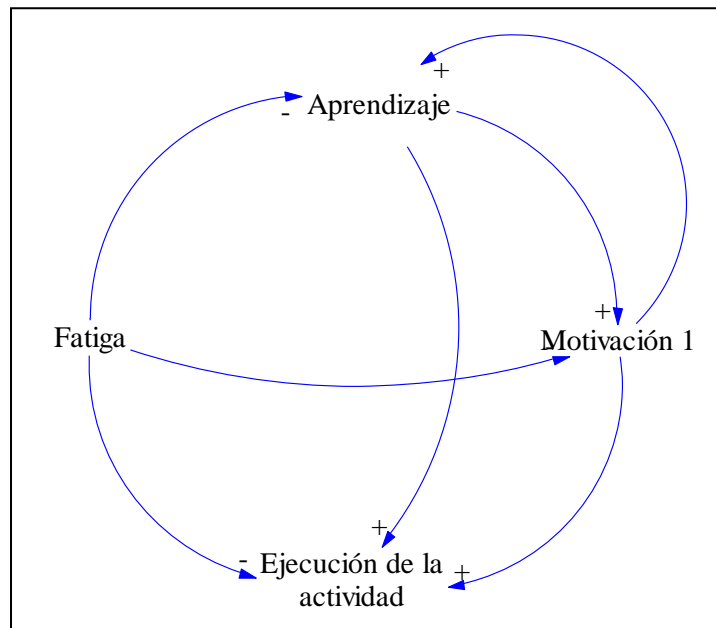 +
Aprendizaje
-
+
Fatiga
Motivación 1
+
- Ejecución de la +
actividad